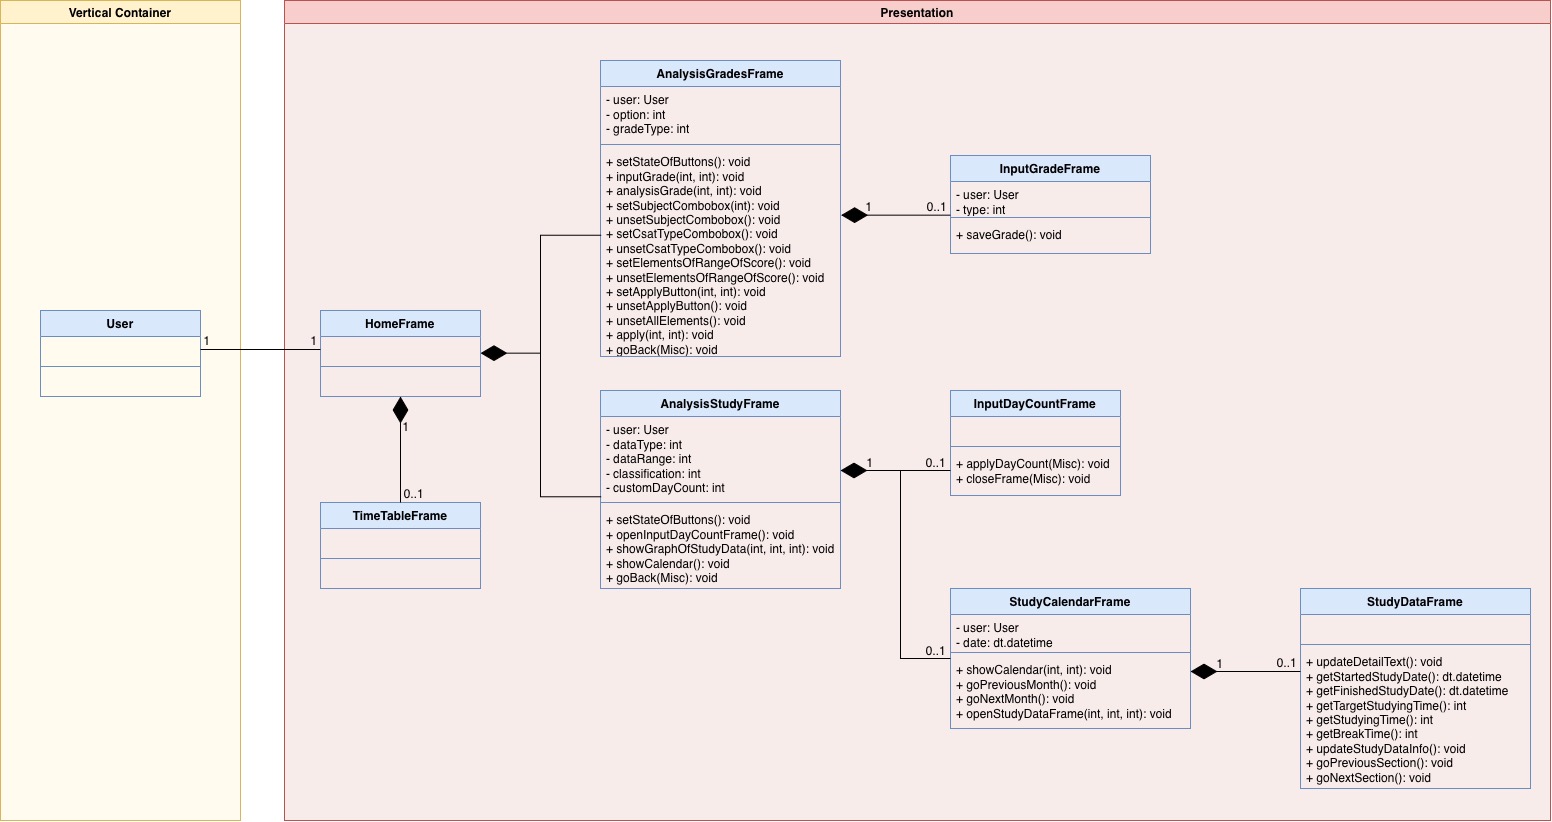 Vertical Container
Presentation
AnalysisGradesFrame
- user: User
- option: int
- gradeType: int
+ setStateOfButtons(): void
+ inputGrade(int, int): void
+ analysisGrade(int, int): void
+ setSubjectCombobox(int): void
+ unsetSubjectCombobox(): void
+ setCsatTypeCombobox(): void
+ unsetCsatTypeCombobox(): void
+ setElementsOfRangeOfScore(): void
+ unsetElementsOfRangeOfScore(): void
+ setApplyButton(int, int): void
+ unsetApplyButton(): void
+ unsetAllElements(): void
+ apply(int, int): void
+ goBack(Misc): void
1
0..1
InputGradeFrame
- user: User
- type: int
+ saveGrade(): void
User
1
1
HomeFrame
1
0..1
TimeTableFrame
AnalysisStudyFrame
- user: User
- dataType: int
- dataRange: int
- classification: int
- customDayCount: int
+ setStateOfButtons(): void
+ openInputDayCountFrame(): void
+ showGraphOfStudyData(int, int, int): void
+ showCalendar(): void
+ goBack(Misc): void
1
0..1
InputDayCountFrame
+ applyDayCount(Misc): void
+ closeFrame(Misc): void
0..1
StudyCalendarFrame
- user: User
- date: dt.datetime
+ showCalendar(int, int): void
+ goPreviousMonth(): void
+ goNextMonth(): void
+ openStudyDataFrame(int, int, int): void
1
0..1
StudyDataFrame
+ updateDetailText(): void
+ getStartedStudyDate(): dt.datetime
+ getFinishedStudyDate(): dt.datetime
+ getTargetStudyingTime(): int
+ getStudyingTime(): int
+ getBreakTime(): int
+ updateStudyDataInfo(): void
+ goPreviousSection(): void
+ goNextSection(): void